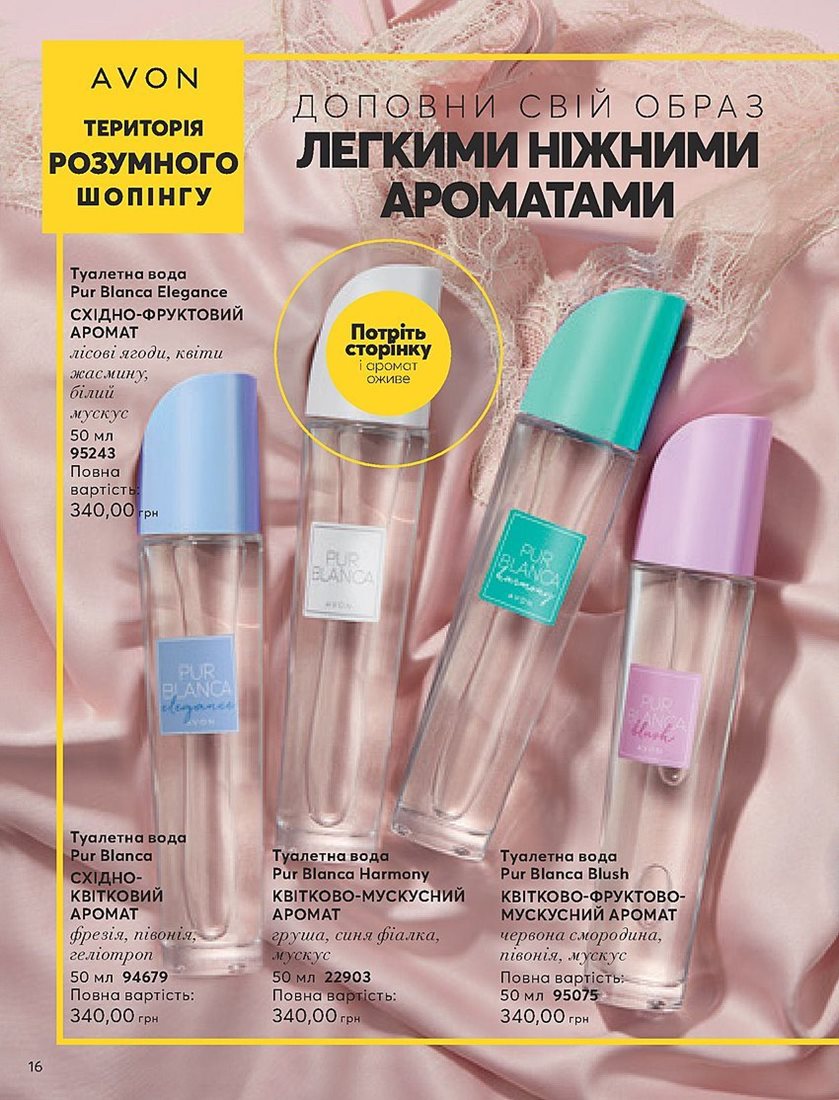 AVON
ТЕРИТОРІЯ
РОЗУМНОГО
ШОПІНГУ
ДОПОВНИ СВІЙ ОБРАЗ
ЛЕГКИМИ НІЖНИМИ
АРОМАТАМИ
Туалетна вода
Pur Blanca Elegance
СХІДНО-ФРУКТОВИЙ
АРОМАТ
лісові ягоди, квіти
жасмину,
білий
мускус
50 мл
95243
Повна
вартість:
340,00 грн
Потріть
сторінку
і аромат
оживе
PUR
BLANCA
elegance
AVON
PUR
BLANCA
AVON
PUR
BLANCA
harmony
AVON
PUR
BLANCA
blush
AVON
Туалетна вода
Pur Blanca
СХІДНО-
КВІТКОВИЙ
АРОМАТ
фрезія, півонія,
геліотроп
50 мл 94679
Повна вартість:
340,00 грн
Туалетна вода
Pur Blanca Harmony
КВІТКОВО-МУСКУСНИЙ
АРОМАТ
груша, синя фіалка,
мускус
50 мл 22903
Повна вартість:
340,00 грн
Туалетна вода
Pur Blanca Blush
КВІТКОВО-ФРУКТОВО-
МУСКУСНИЙ АРОМАТ
червона смородина,
півонія, мускус
Повна вартість:
50 мл 95075
340,00 грн
16